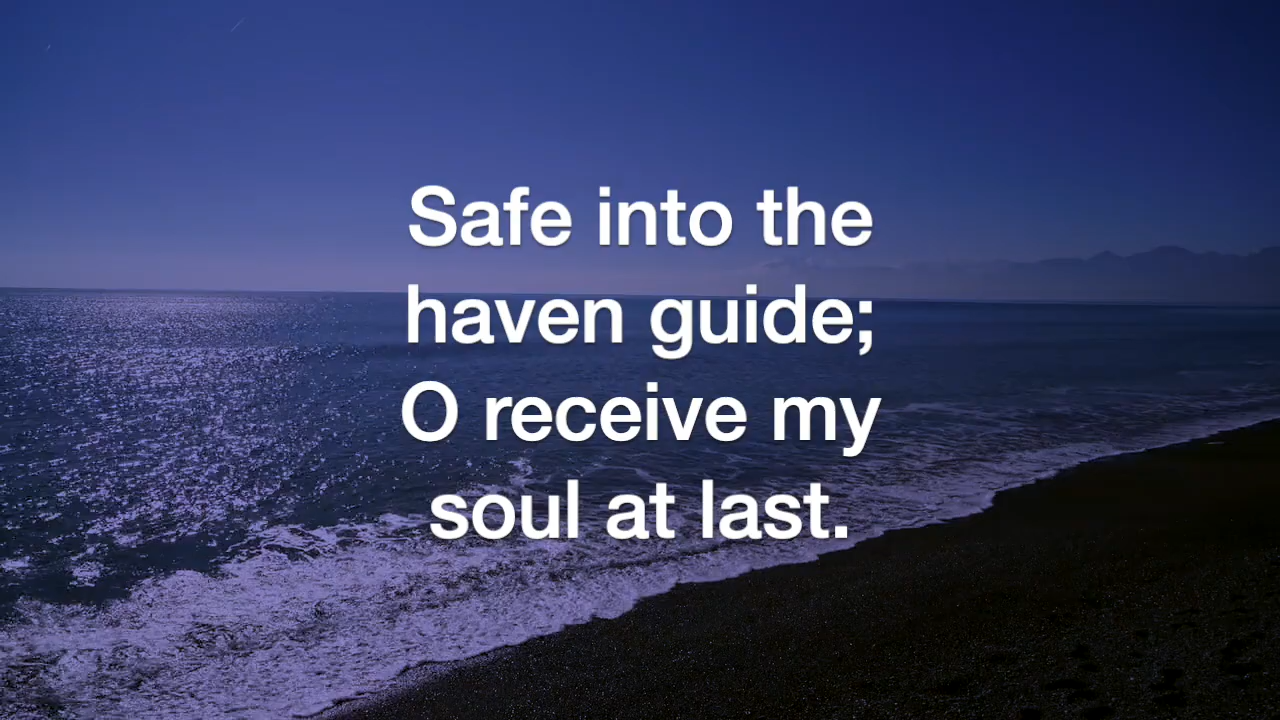 Safe into the
haven guide;
O receive my
soul at last.